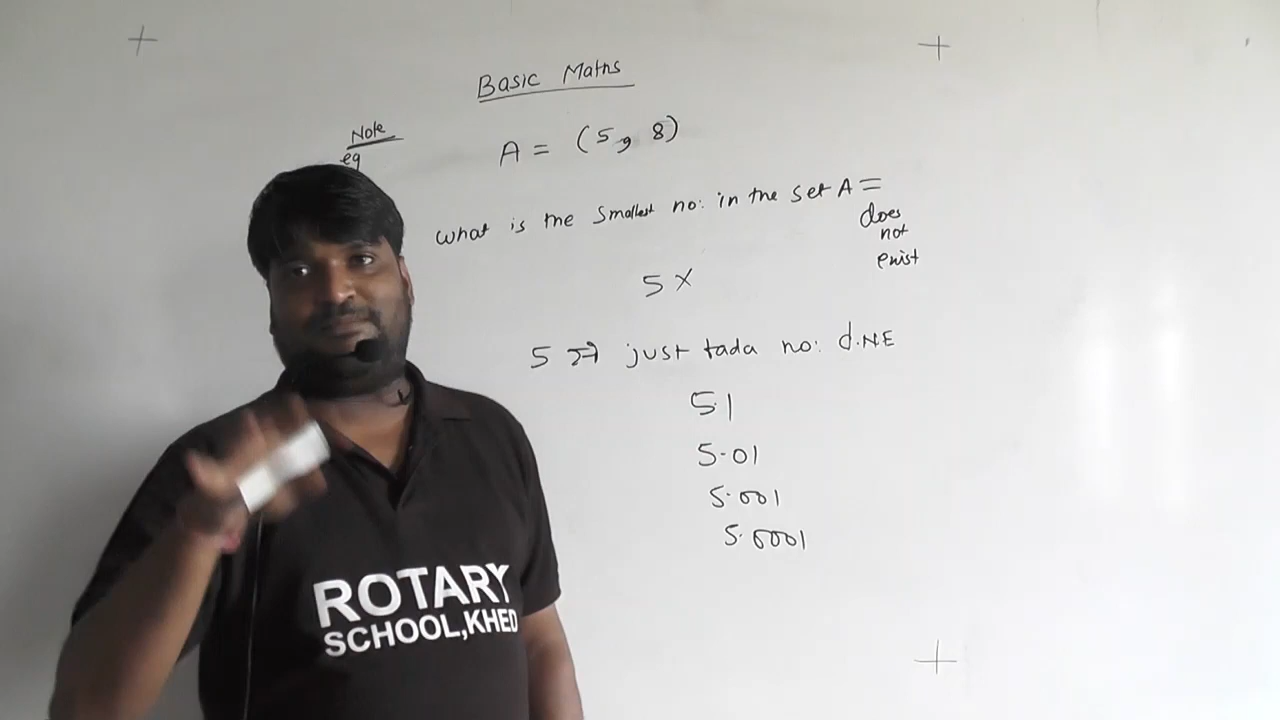 Basic Maths
Note
eg
A = (5, 8)
What is the smallest no: in the set A =
does
not
exist
5 ×
5 से just जादा no: d.N.E
5.1
5.01
5.001
5.0001
ROTARY
SCHOOL,KHED